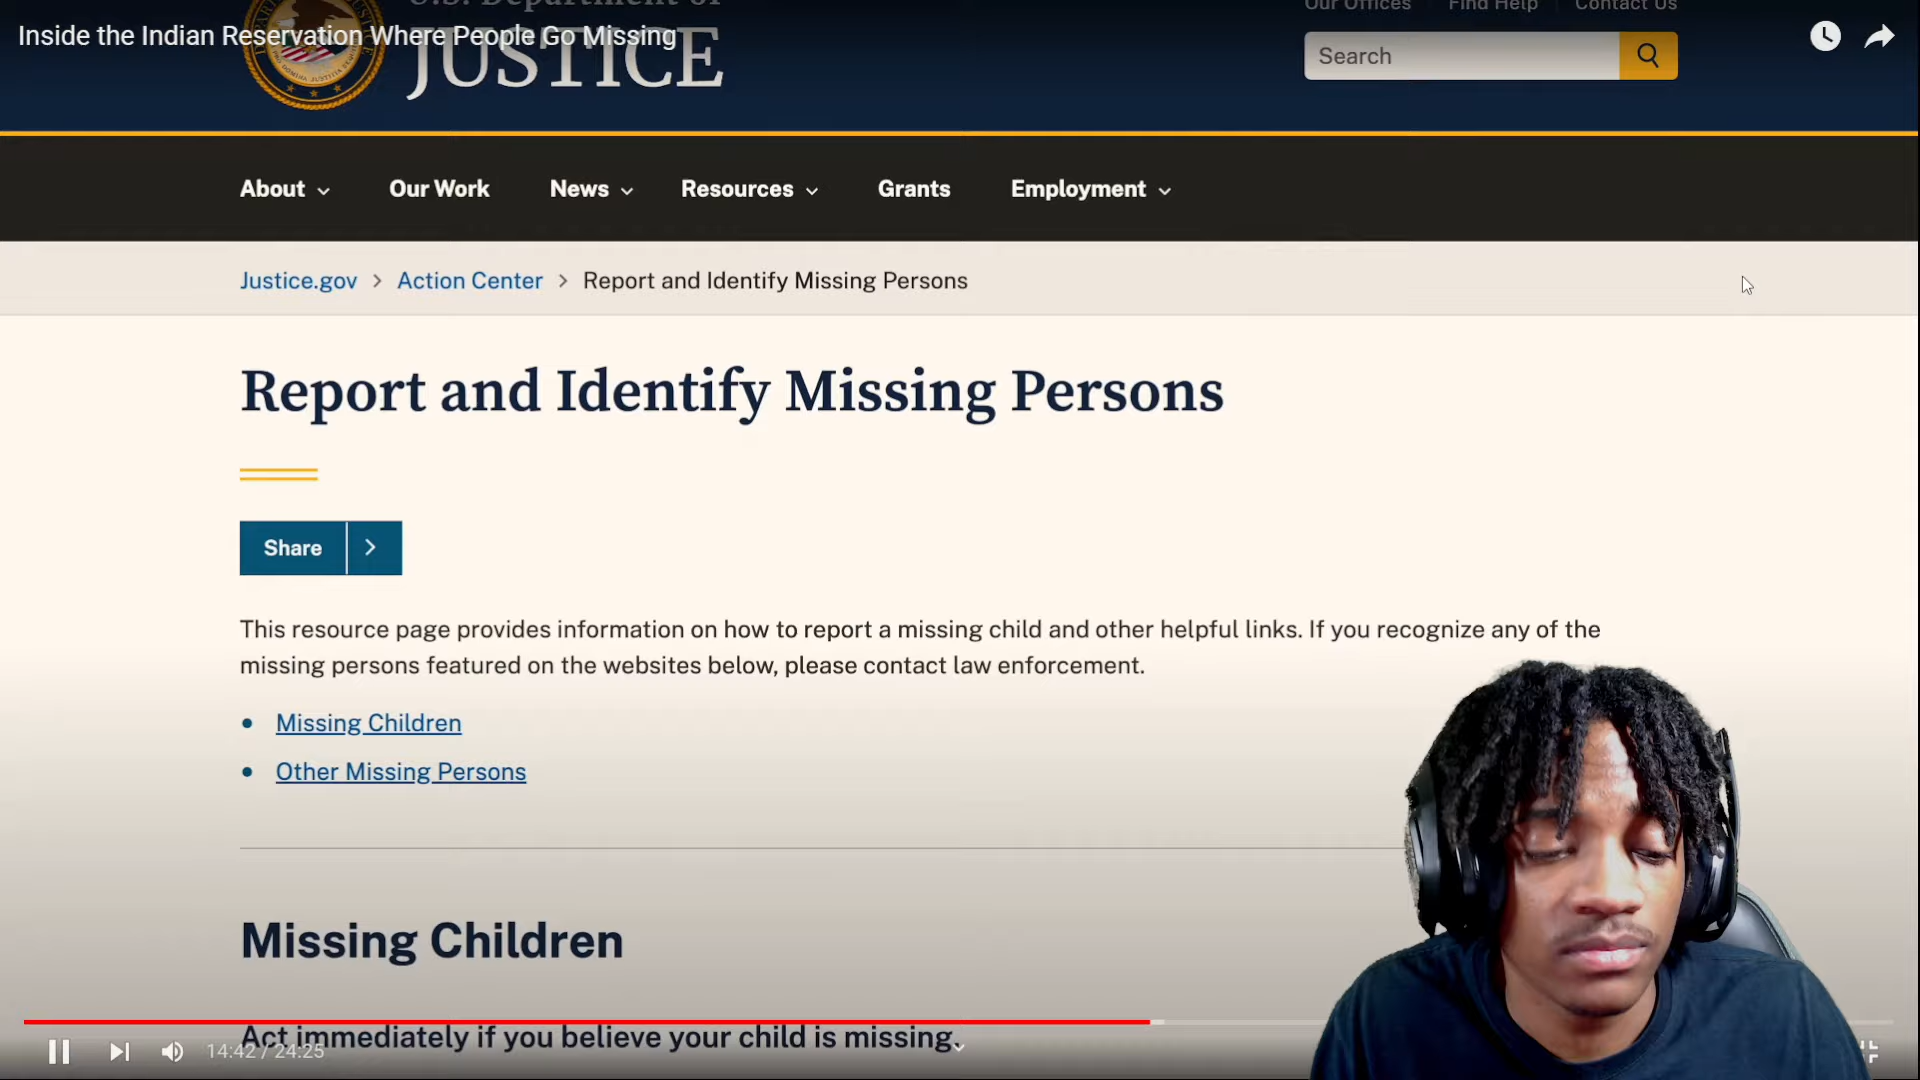 U.S. Department of
Our Offices
Find Help
Contact Us
Inside the Indian Reservation Where People Go Missing
JUSTICE
Search
About
Our Work
News
Resources
Grants
Employment
Justice.gov > Action Center > Report and Identify Missing Persons
Report and Identify Missing Persons
Share
This resource page provides information on how to report a missing child and other helpful links. If you recognize any of the
missing persons featured on the websites below, please contact law enforcement.
Missing Children
Other Missing Persons
Missing Children
Act immediately if you believe your child is missing.
14:42 / 24:25